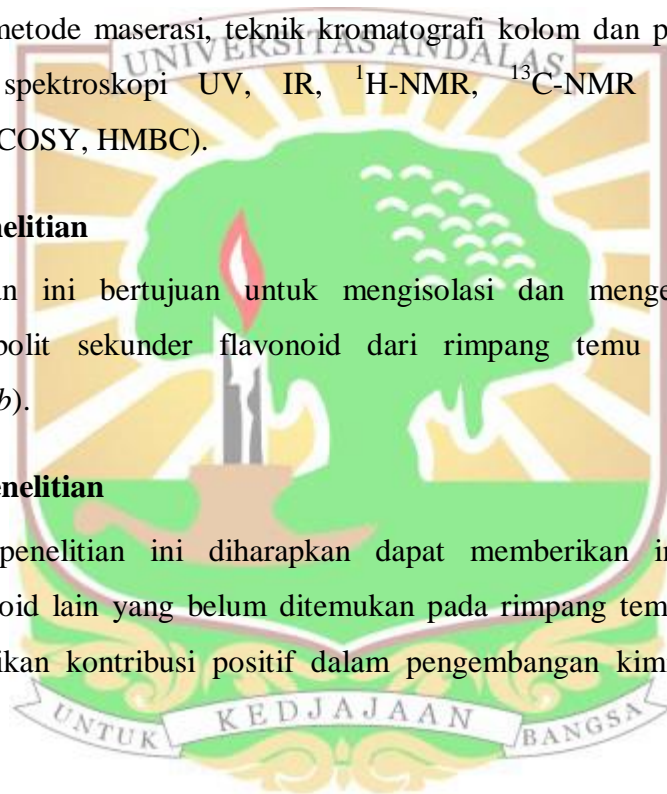 metode maserasi, teknik kromatografi kolom dan p
UNIVERSITAS ANDALAS
spektroskopi UV, IR, ¹H-NMR, ¹³C-NMR
COSY, HMBC).
nelitian
an ini bertujuan untuk mengisolasi dan menge
bolit sekunder flavonoid dari rimpang temu
b).
enelitian
penelitian ini diharapkan dapat memberikan in
noid lain yang belum ditemukan pada rimpang tem
ikan kontribusi positif dalam pengembangan kim
UNTUK KEDJAJAAN BANGSA